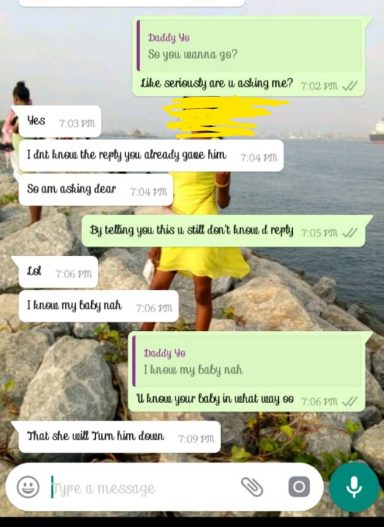 Daddy Yo
So you wanna go?
Like seriously are u asking me? 7:02 PM
Yes 7:03 PM
I dnt know the reply you already gave him 7:04 PM
So am asking dear 7:04 PM
By telling you this u still don't know d reply 7:05 PM
Lol 7:06 PM
I know my baby nah 7:06 PM
Daddy Yo
I know my baby nah
U know your baby in what way oo 7:06 PM
That she will Turn him down 7:09 PM
Type a message